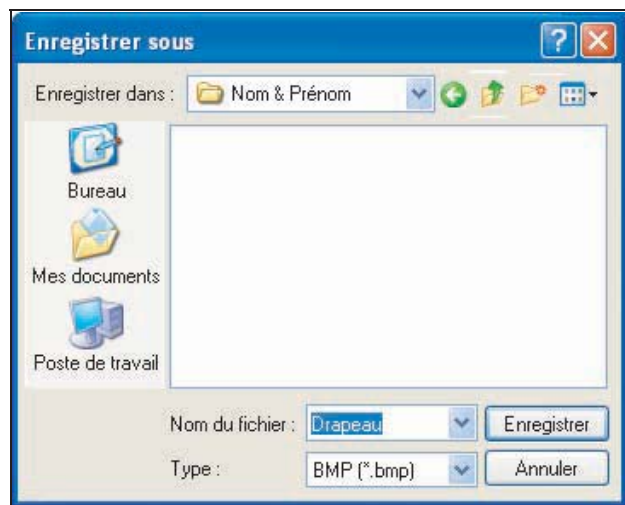 Enregistrer sous
Enregistrer dans : Nom & Prénom
Bureau
Mes documents
Poste de travail
Nom du fichier : Drapeau Enregistrer
Type : BMP (*.bmp) Annuler